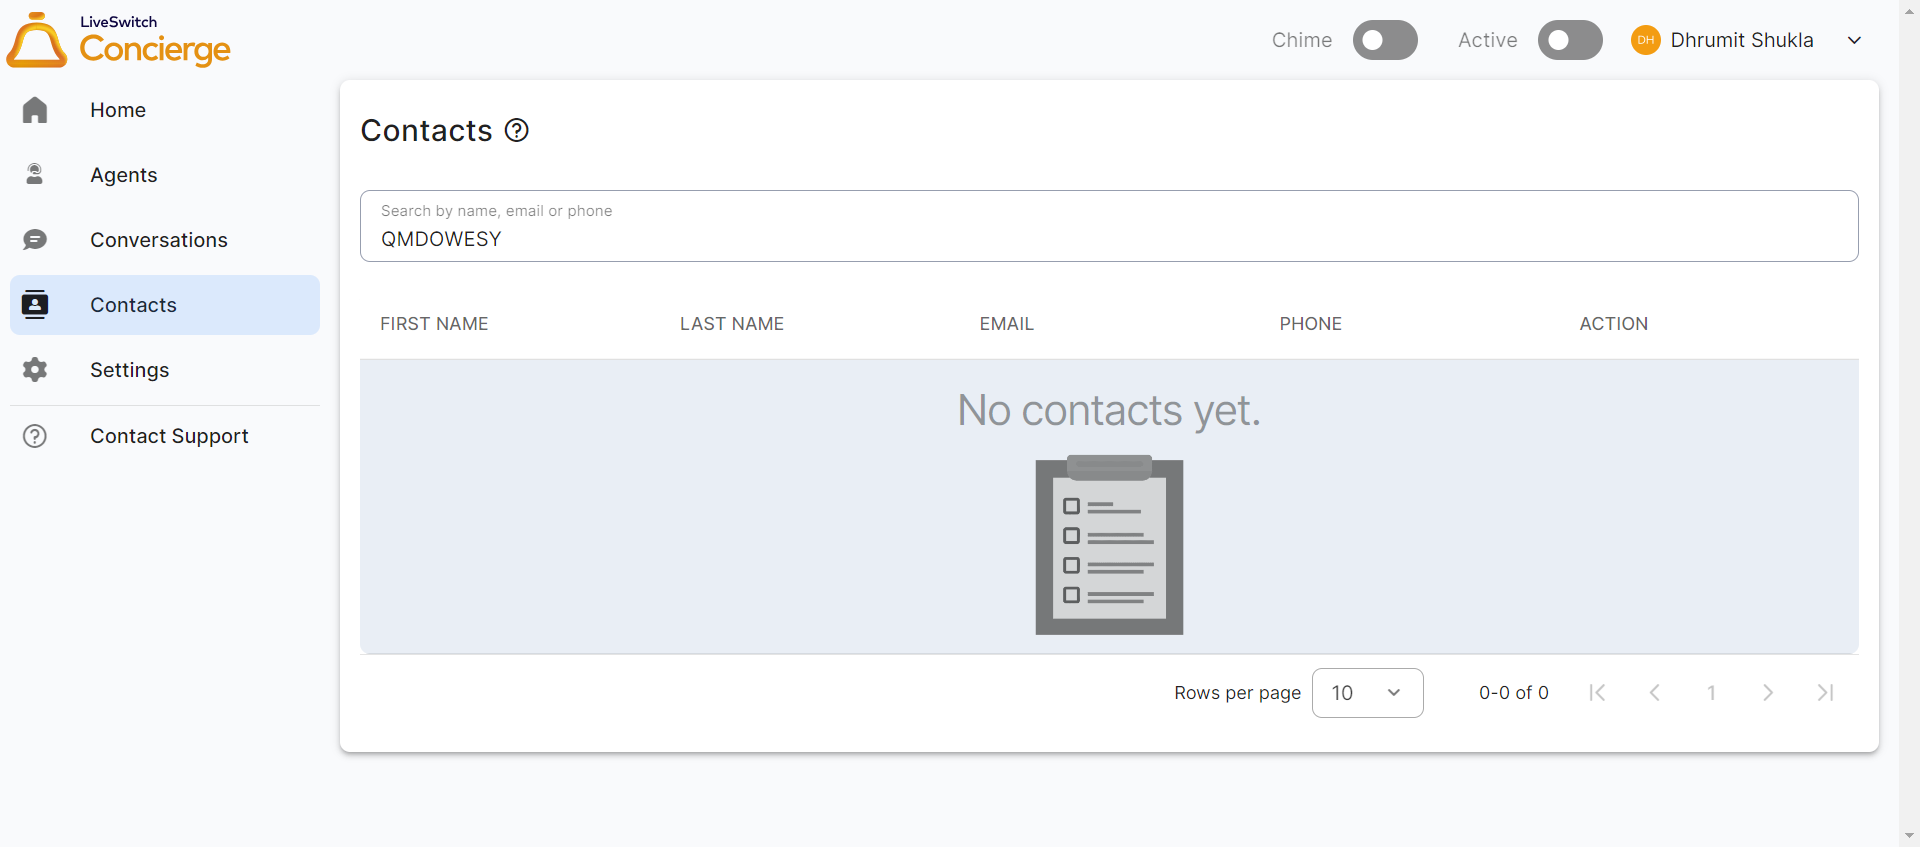 LiveSwitch
Concierge
Chime
Active
DH
Dhrumit Shukla
Home
Agents
Conversations
Contacts
Settings
Contact Support
Contacts
Search by name, email or phone
QMDOWESY
FIRST NAME LAST NAME EMAIL PHONE ACTION
No contacts yet.
Rows per page 10 0-0 of 0 1